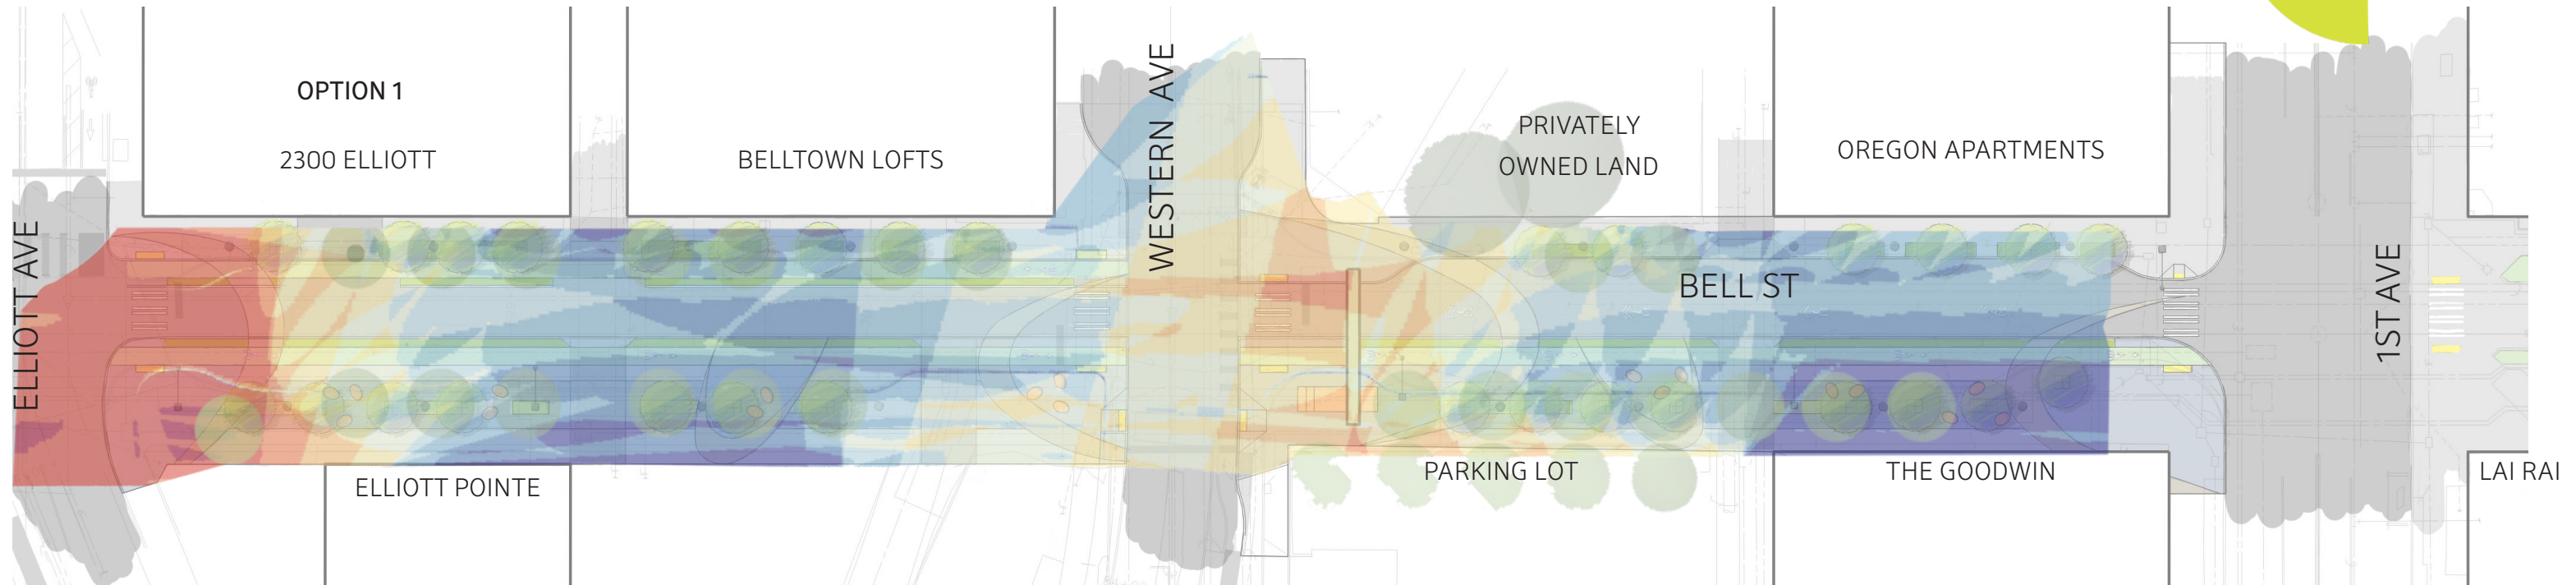 OPTION 1
2300 ELLIOTT
BELLTOWN LOFTS
WESTERN AVE
PRIVATELY
OWNED LAND
OREGON APARTMENTS
ELLIOTT AVE
BELL ST
1ST AVE
ELLIOTT POINTE
PARKING LOT
THE GOODWIN
LAI RAI